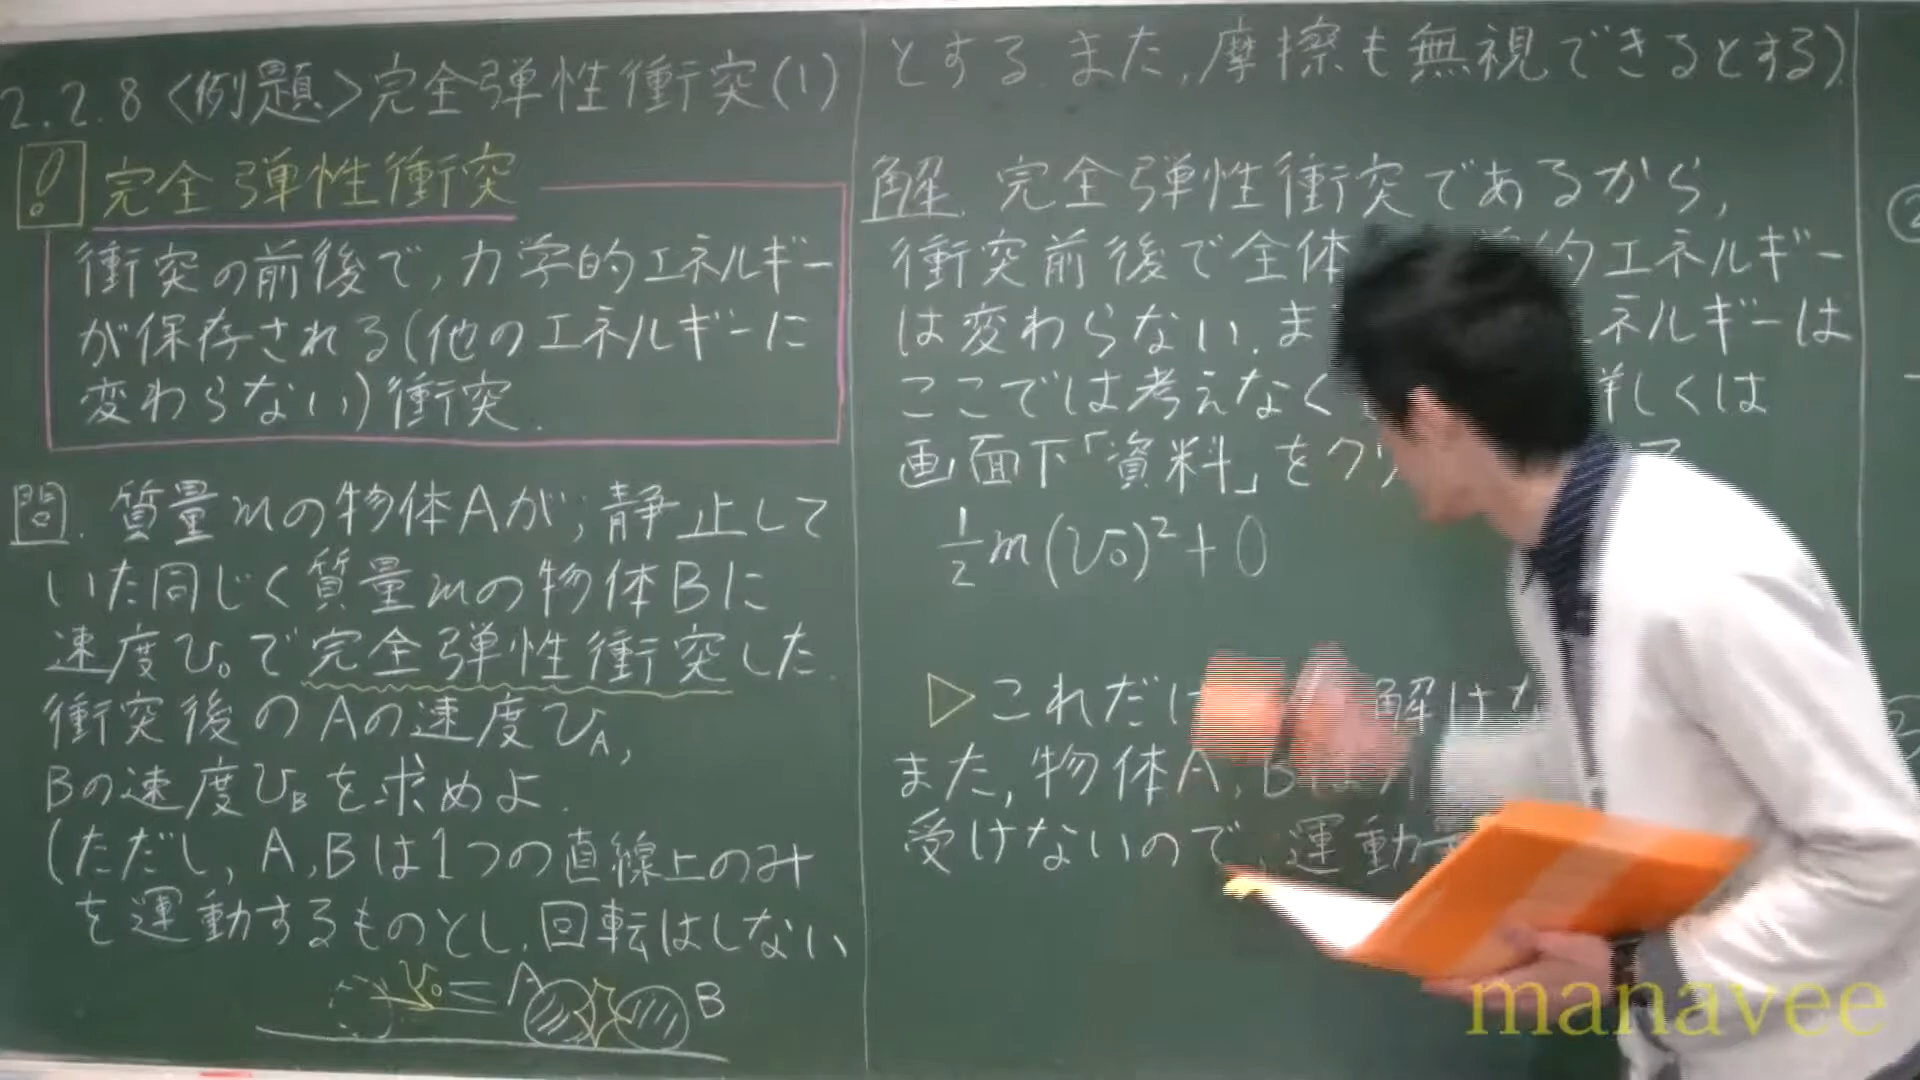 2.2.8 〈例題〉完全弾性衝突(1)
! 完全弾性衝突
衝突の前後で,力学的エネルギー
が保存される(他のエネルギーに
変わらない)衝突.
問. 質量mの物体Aが,静止して
いた同じく質量mの物体Bに
速度v₀で完全弾性衝突した.
衝突後のAの速度v_A,
Bの速度v_Bを求めよ.
(ただし, A,Bは1つの直線上のみ
を運動するものとし,回転はしない
v₀ A B
とする.また,摩擦も無視できるとする)
解. 完全弾性衝突であるから,
衝突前後で全体 的エネルギー
は変わらない.ま ネルギーは
ここでは考えなく 詳しくは
画面下「資料」をク
½m(v₀)²+0
▷これだけ 解けな
また,物体A,B
受けないので,運動
②
manavee